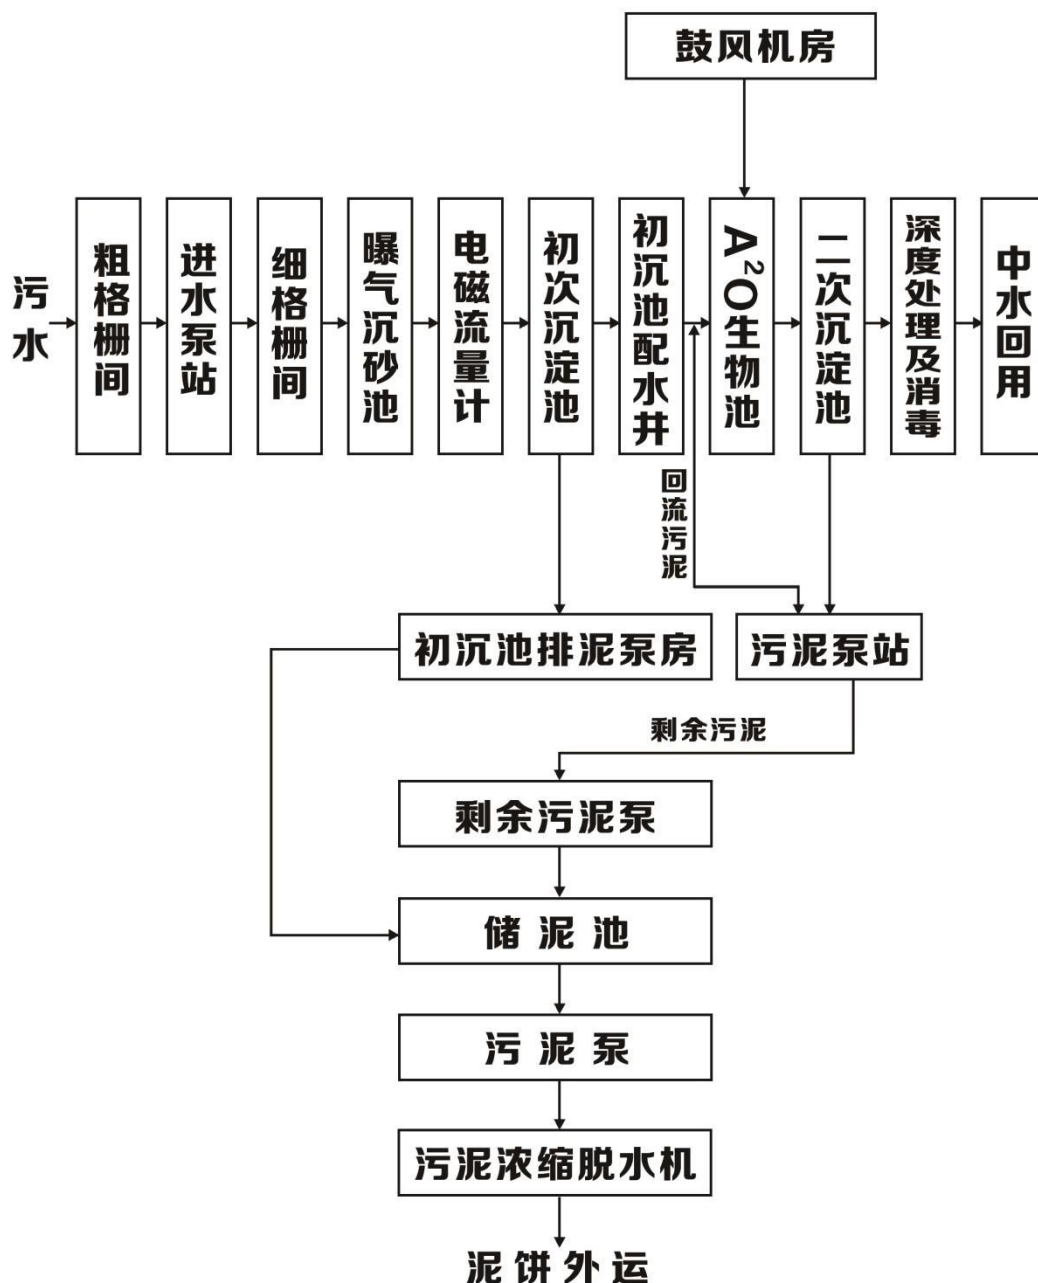 鼓风机房
污水
粗格栅间
进水泵站
细格栅间
曝气沉砂池
电磁流量计
初次沉淀池
初沉池配水井
A²O生物池
二次沉淀池
深度处理及消毒
中水回用
回流污泥
初沉池排泥泵房
污泥泵站
剩余污泥
剩余污泥泵
储泥池
污泥泵
污泥浓缩脱水机
泥饼外运